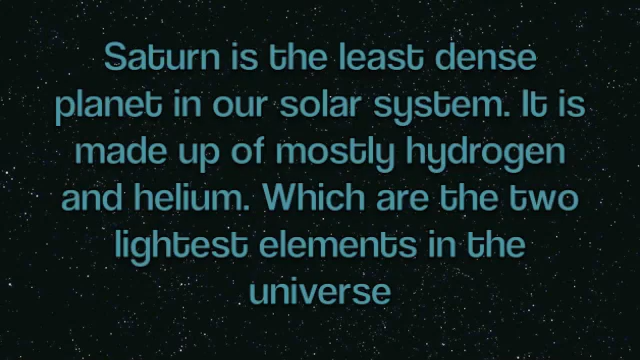 Saturn is the least dense
planet in our solar system. It is
made up of mostly hydrogen
and helium. Which are the two
lightest elements in the
universe